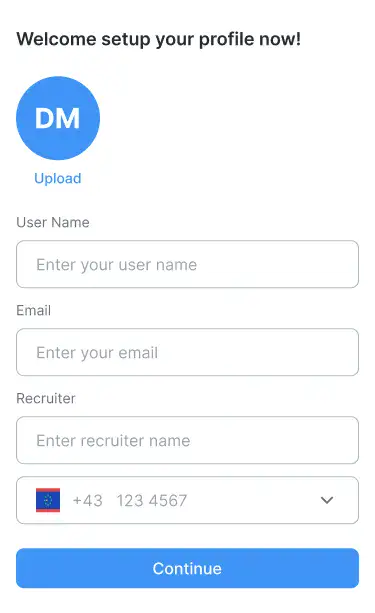 Welcome setup your profile now!
DM
Upload
User Name
Enter your user name
Email
Enter your email
Recruiter
Enter recruiter name
+43 123 4567
Continue